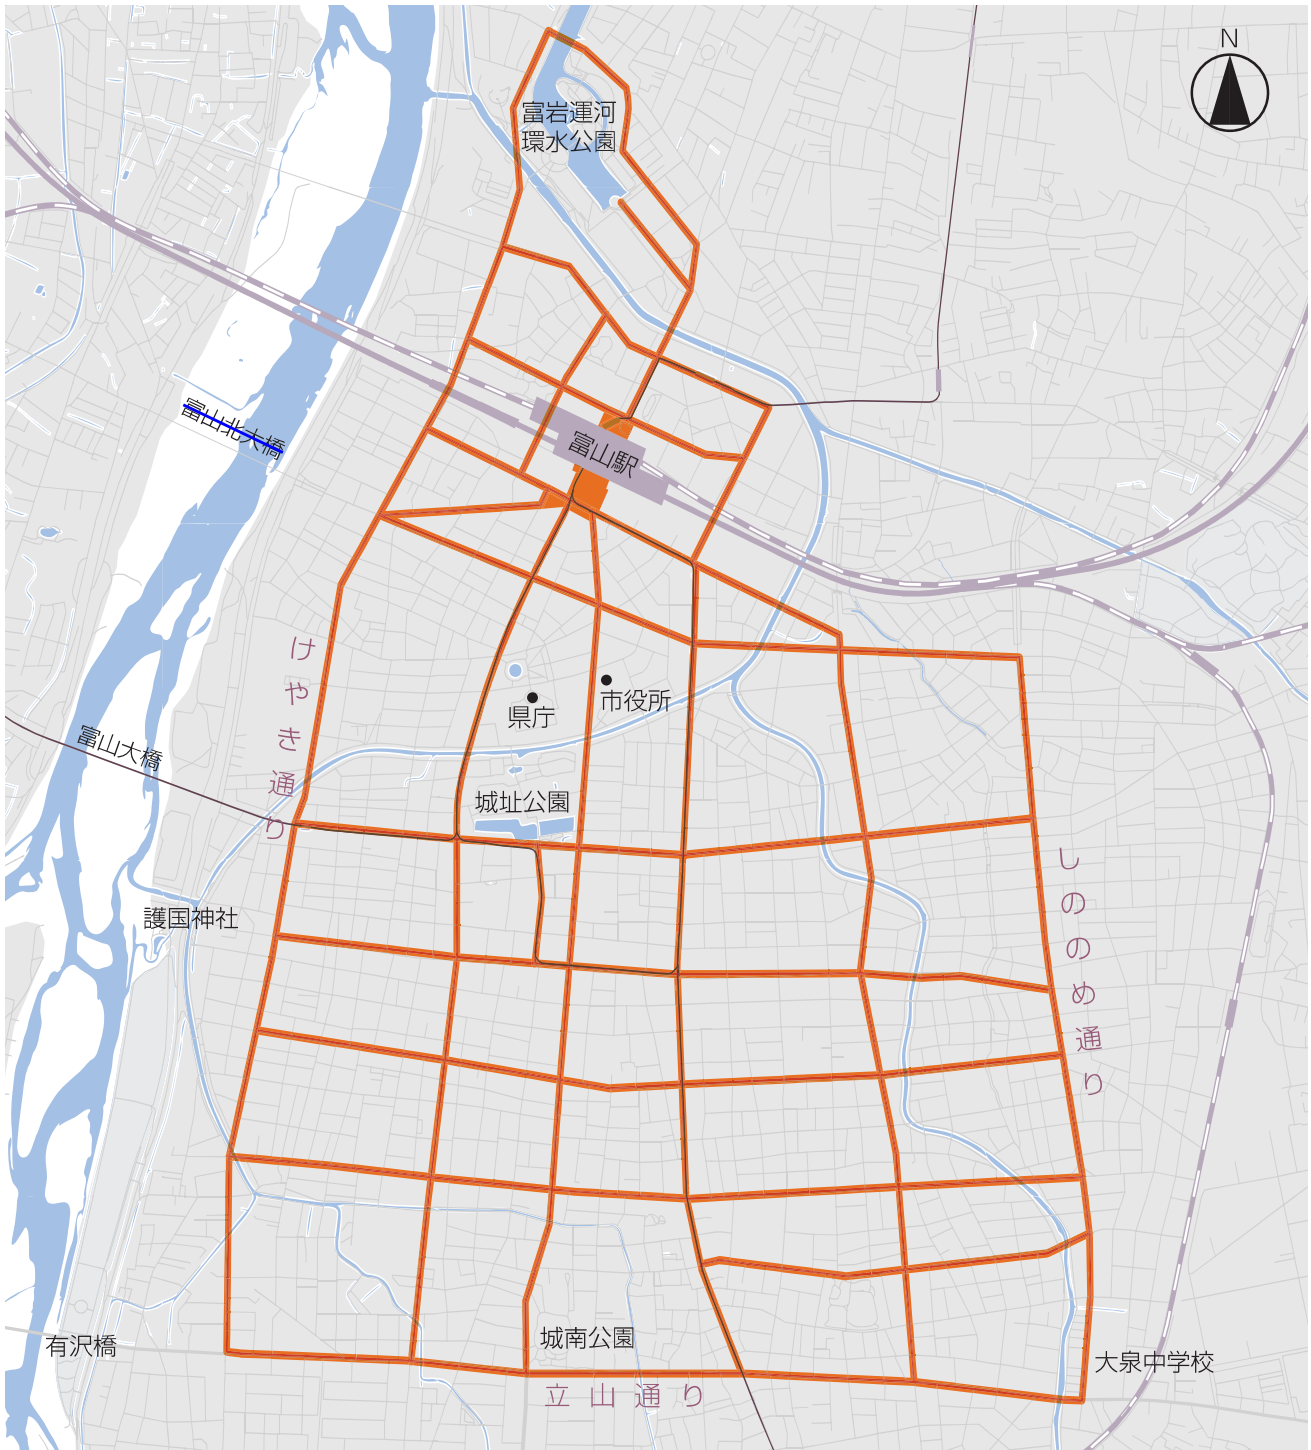 N
富岩運河
環水公園
富山北大橋
富山駅
けやき通り
市役所
県庁
富山大橋
城址公園
しののめ通り
護国神社
城南公園
有沢橋
大泉中学校
立山通り